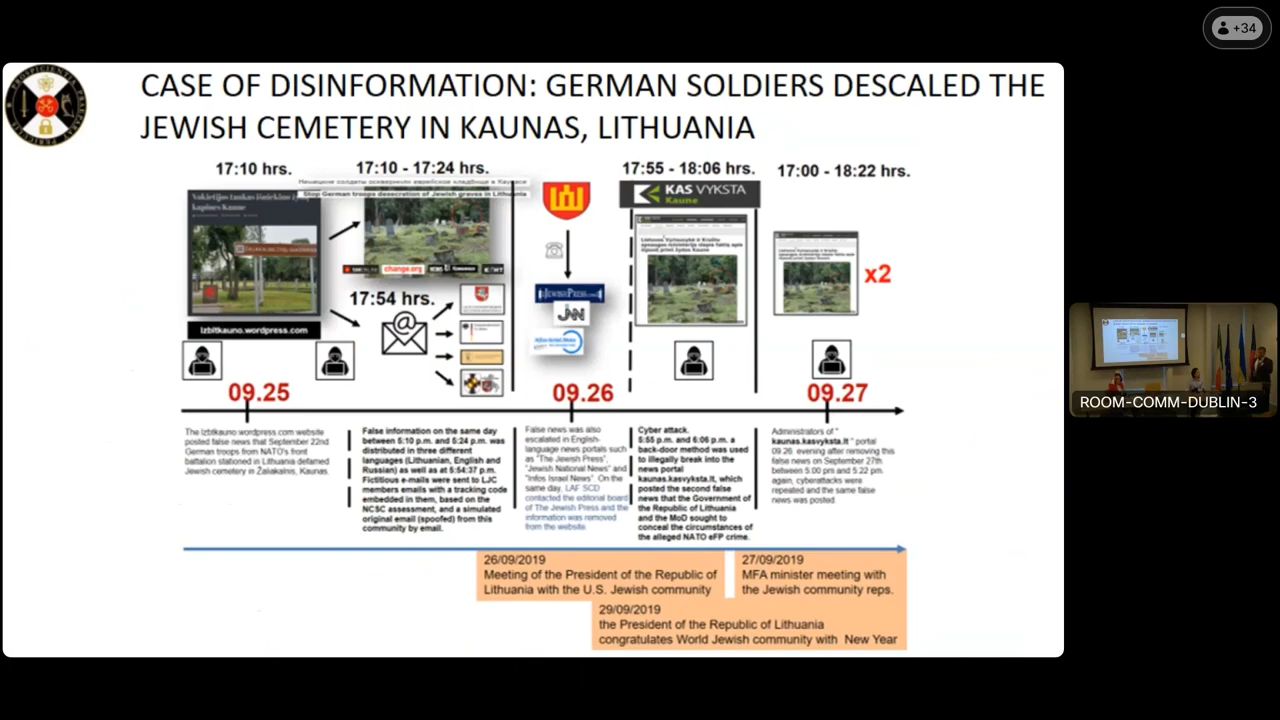 +34
CASE OF DISINFORMATION: GERMAN SOLDIERS DESCALED THE
JEWISH CEMETERY IN KAUNAS, LITHUANIA
17:10 hrs.
17:10 - 17:24 hrs.
17:55 - 18:06 hrs.
17:00 - 18:22 hrs.
Stop German troops desecration of Jewish graves in Lithuania
kapines Kaune
change.org
KAS VYKSTA
Kaune
x2
17:54 hrs.
JEWISHPRESS
JNN
lzbitkauno.wordpress.com
09.25
09.26
09.27
The lzbitkauno.wordpress.com website
posted false news that September 22nd
German troops from NATO's front
battalion stationed in Lithuania defamed
Jewish cemetery in Žaliakalnis, Kaunas.
False information on the same day
between 5:10 p.m. and 5:24 p.m. was
distributed in three different
languages (Lithuanian, English and
Russian) as well as at 5:54:37 p.m.
Fictitious e-mails were sent to LJC
members emails with a tracking code
embedded in them, based on the
NCSC assessment, and a simulated
original email (spoofed) from this
community by email.
False news was also
escalated in English-
language news portals such
as "The Jewish Press",
"Jewish National News" and
"Infos Israel News". On the
same day, LAF SCD
contacted the editorial board
of The Jewish Press and the
information was removed
from the website.
Cyber attack.
5:55 p.m. and 6:06 p.m. a
back-door method was used
to illegally break into the
news portal
kaunas.kasvyksta.lt, which
posted the second false
news that the Government of
the Republic of Lithuania
and the MoD sought to
conceal the circumstances of
the alleged NATO eFP crime.
Administrators of "
kaunas.kasvyksta.lt " portal
09.26 evening after removing this
false news on September 27th
between 5:00 pm and 5:22 pm
again, cyberattacks were
repeated and the same false
news was posted.
26/09/2019
Meeting of the President of the Republic of
Lithuania with the U.S. Jewish community
27/09/2019
MFA minister meeting with
the Jewish community reps.
29/09/2019
the President of the Republic of Lithuania
congratulates World Jewish community with New Year
ROOM-COMM-DUBLIN-3